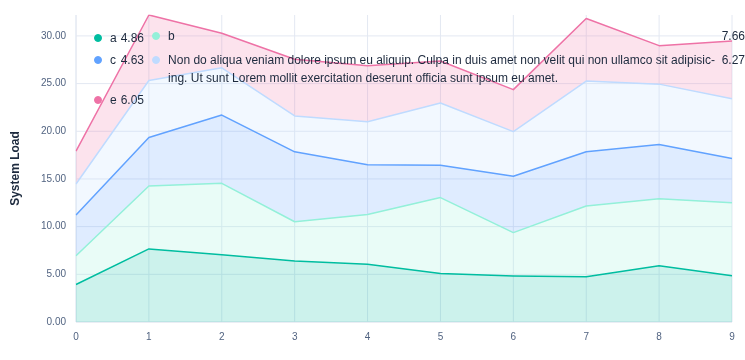 30.00
25.00
20.00
15.00
10.00
5.00
0.00
System Load
a 4.86
b
7.66
c 4.63
Non do aliqua veniam dolore ipsum eu aliquip. Culpa in duis amet non velit qui non ullamco sit adipisic-
6.27
ing. Ut sunt Lorem mollit exercitation deserunt officia sunt ipsum eu amet.
e 6.05
0 1 2 3 4 5 6 7 8 9